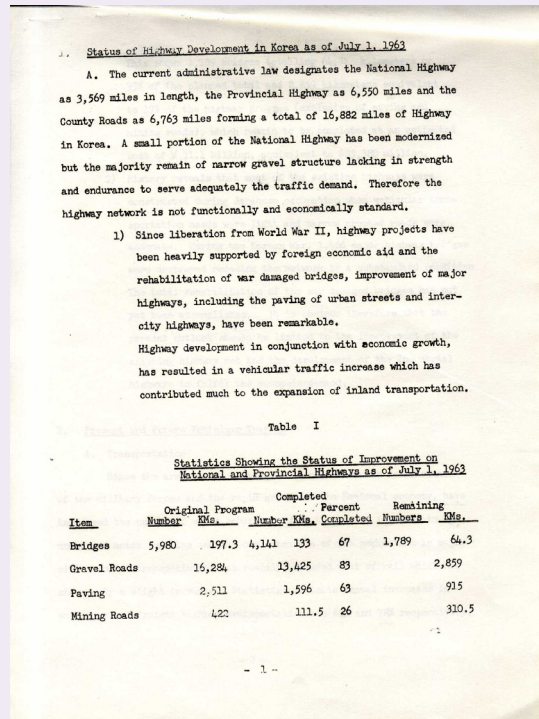 Status of Highway Development in Korea as of July 1, 1963
A. The current administrative law designates the National Highway
as 3,569 miles in length, the Provincial Highway as 6,550 miles and the
County Roads as 6,763 miles forming a total of 16,882 miles of Highway
in Korea. A small portion of the National Highway has been modernized
but the majority remain of narrow gravel structure lacking in strength
and endurance to serve adequately the traffic demand. Therefore the
highway network is not functionally and economically standard.
1) Since liberation from World War II, highway projects have
been heavily supported by foreign economic aid and the
rehabilitation of war damaged bridges, improvement of major
highways, including the paving of urban streets and inter-
city highways, have been remarkable.
Highway development in conjunction with economic growth,
has resulted in a vehicular traffic increase which has
contributed much to the expansion of inland transportation.
Table I
Statistics Showing the Status of Improvement on
National and Provincial Highways as of July 1, 1963
Completed
Original Program Percent Remaining
Item Number KMs. Number KMs. Completed Numbers KMs.
Bridges 5,980 197.3 4,141 133 67 1,789 64.3
Gravel Roads 16,284 13,425 83 2,859
Paving 2,511 1,596 63 915
Mining Roads 422 111.5 26 310.5
- 1 -